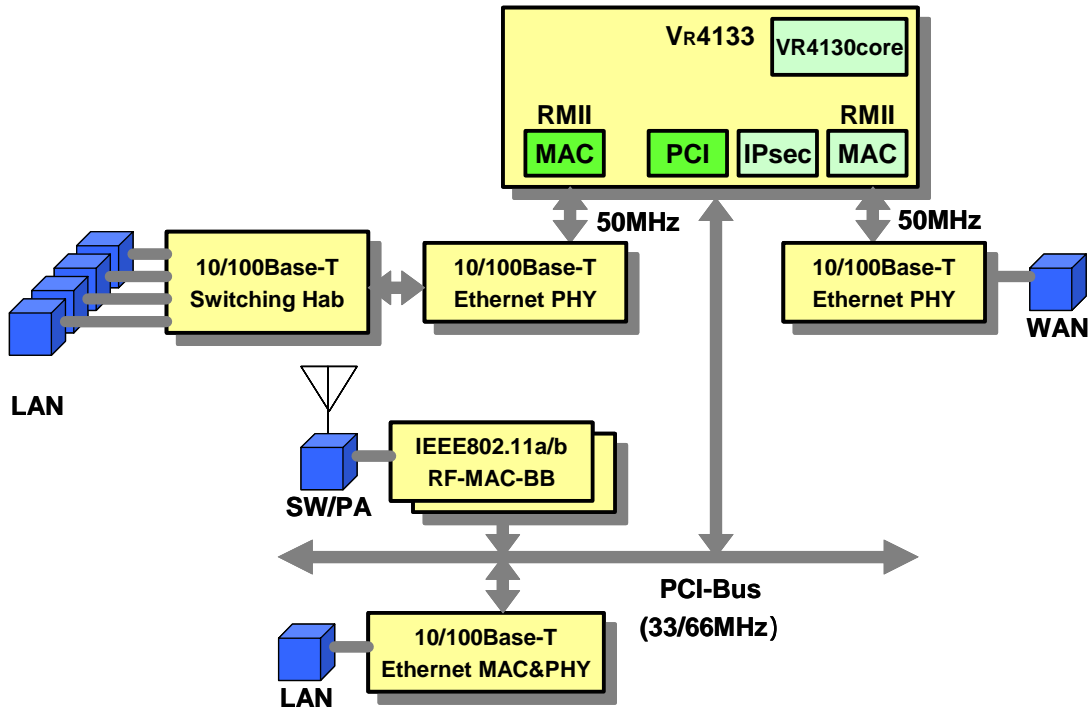 VR4133
VR4130core
RMII
RMII
MAC
PCI
IPsec
MAC
50MHz
50MHz
10/100Base-T
Switching Hab
10/100Base-T
Ethernet PHY
10/100Base-T
Ethernet PHY
WAN
LAN
IEEE802.11a/b
RF-MAC-BB
SW/PA
PCI-Bus
(33/66MHz)
10/100Base-T
Ethernet MAC&PHY
LAN